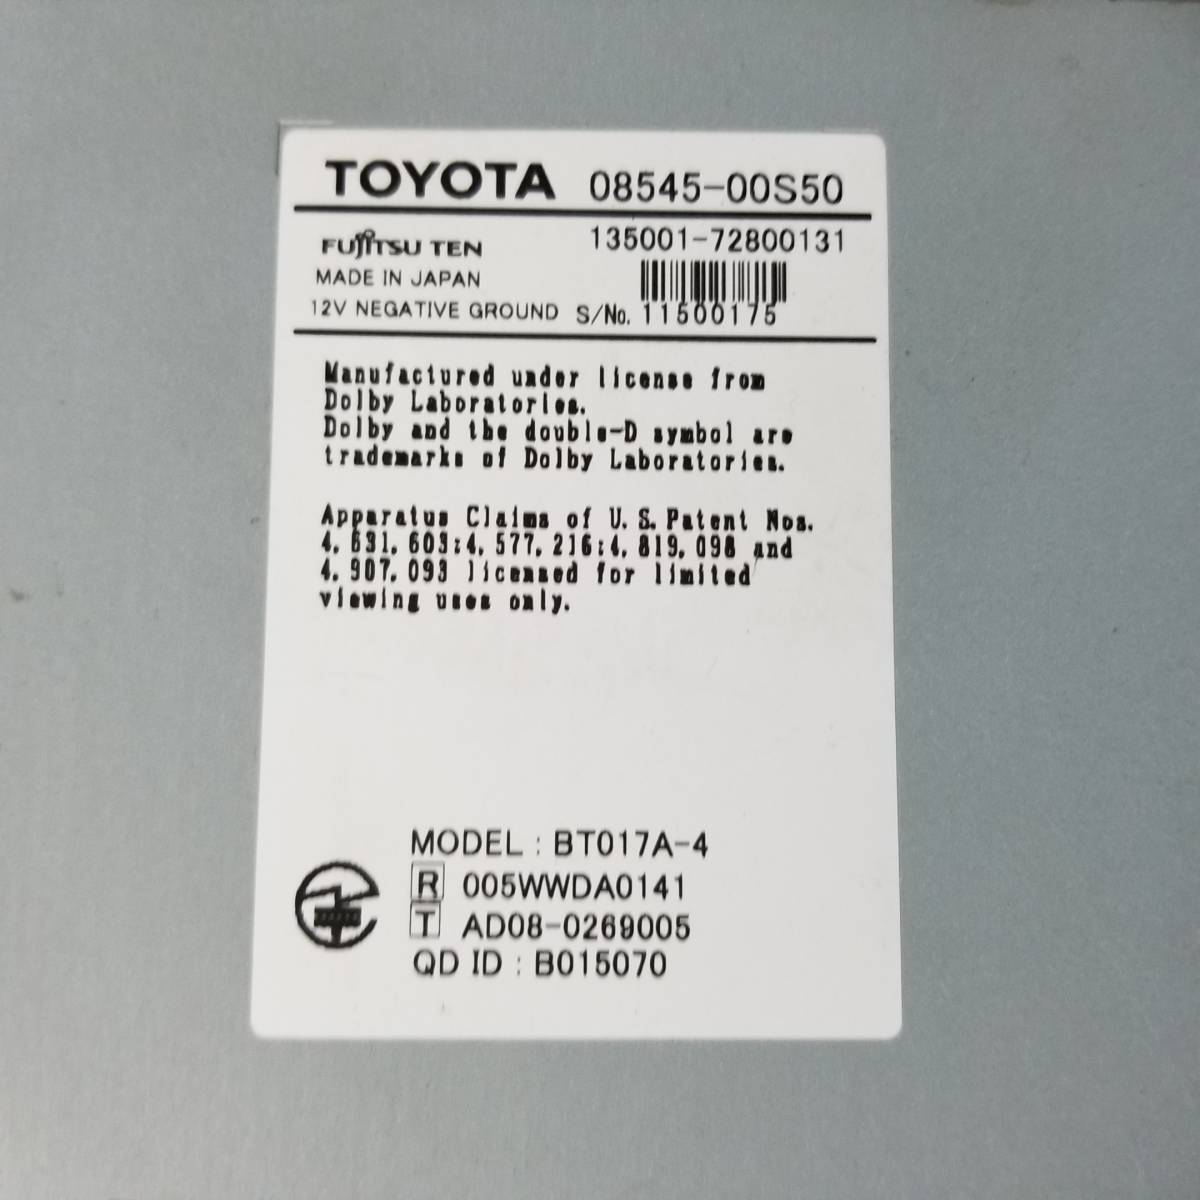 TOYOTA 08545-00S50
FUJITSU TEN 135001-72800131
MADE IN JAPAN
12V NEGATIVE GROUND S/No. 11500175
Manufactured under license from
Dolby Laboratories.
Dolby and the double-D symbol are
trademarks of Dolby Laboratories.
Apparatus Claims of U.S. Patent Nos.
4,631,603;4,577,216;4,819,098 and
4,907,093 licensed for limited
viewing uses only.
MODEL : BT017A-4
R 005WWDA0141
T AD08-0269005
QD ID : B015070